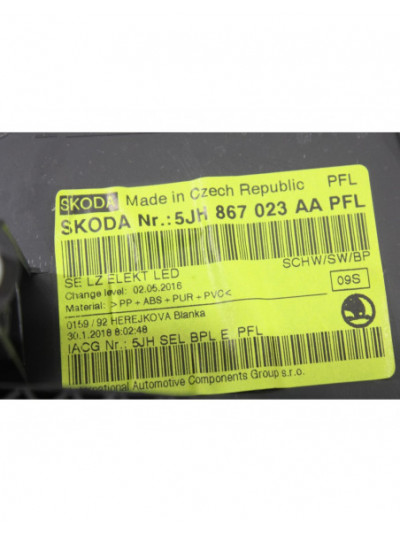 SKODA Made in Czech Republic PFL
SKODA Nr.: 5JH 867 023 AA PFL
SE LZ ELEKT LED SCHW/SW/BP
Change level: 02.05.2016 09S
Material: >PP + ABS + PUR + PVC<
0159 / 92 HEREJKOVA Blanka
30.1.2018 8:02:48
IACG Nr.: 5JH SEL BPL E PFL
International Automotive Components Group s.r.o.